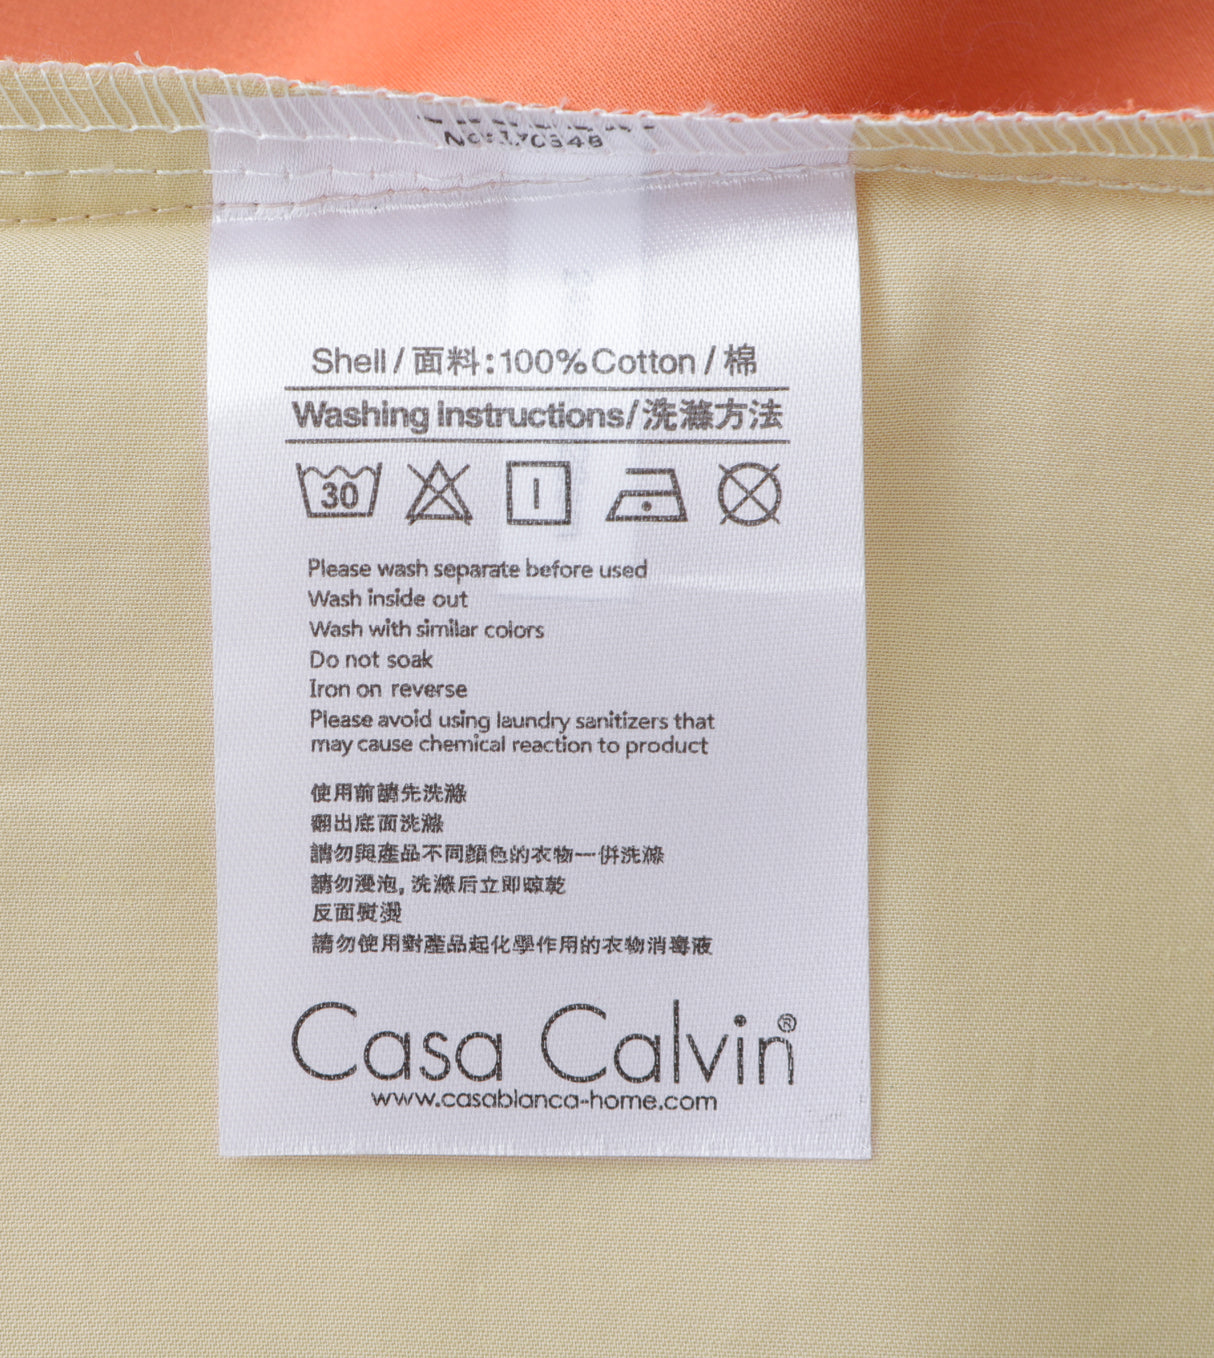 Shell / 面料:100% Cotton / 棉
Washing instructions/洗滌方法
30
Please wash separate before used
Wash inside out
Wash with similar colors
Do not soak
Iron on reverse
Please avoid using laundry sanitizers that
may cause chemical reaction to product
使用前請先洗滌
翻出底面洗滌
請勿與產品不同顏色的衣物一併洗滌
請勿浸泡, 洗滌后立即晾乾
反面熨燙
請勿使用對產品起化學作用的衣物消毒液
Casa Calvin®
www.casablanca-home.com